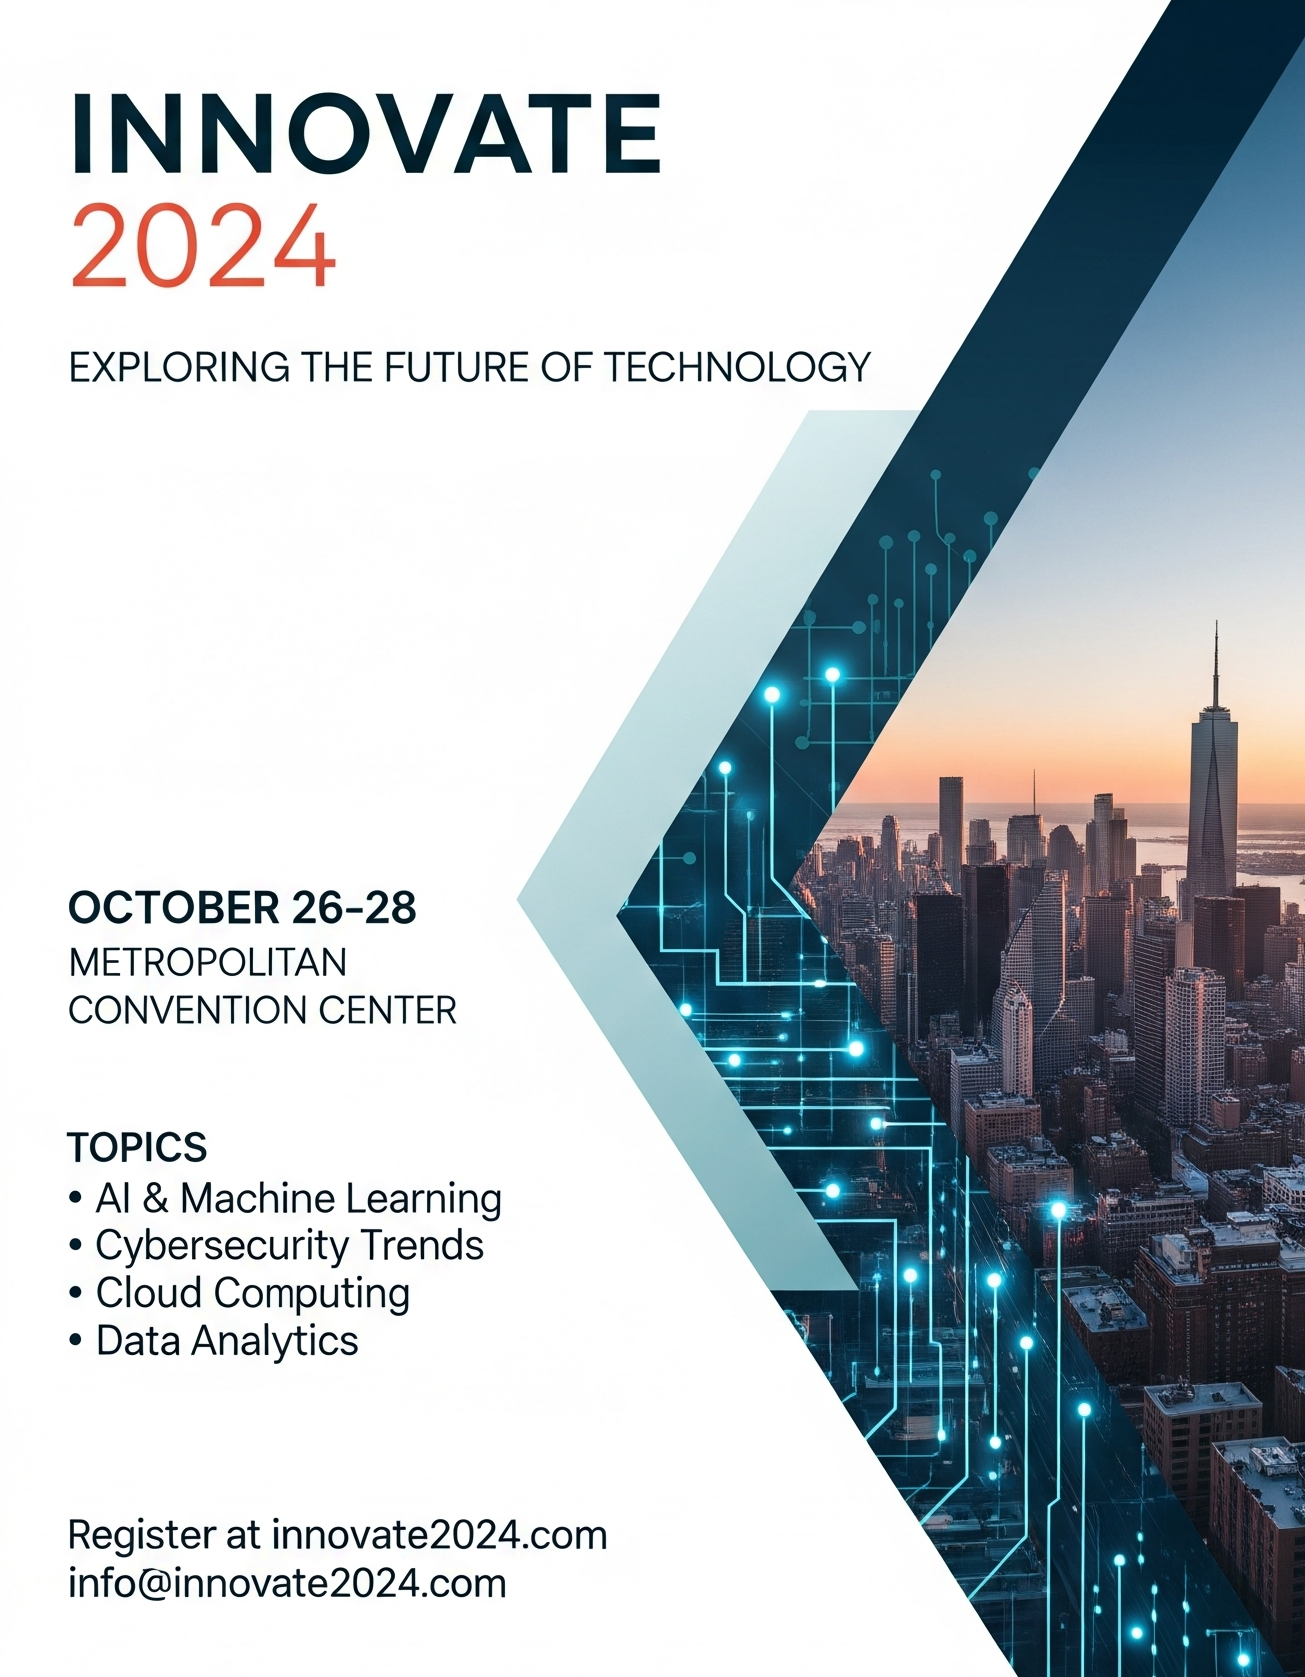 INNOVATE
2024
EXPLORING THE FUTURE OF TECHNOLOGY
OCTOBER 26-28
METROPOLITAN
CONVENTION CENTER
TOPICS
• AI & Machine Learning
• Cybersecurity Trends
• Cloud Computing
• Data Analytics
Register at innovate2024.com
info@innovate2024.com